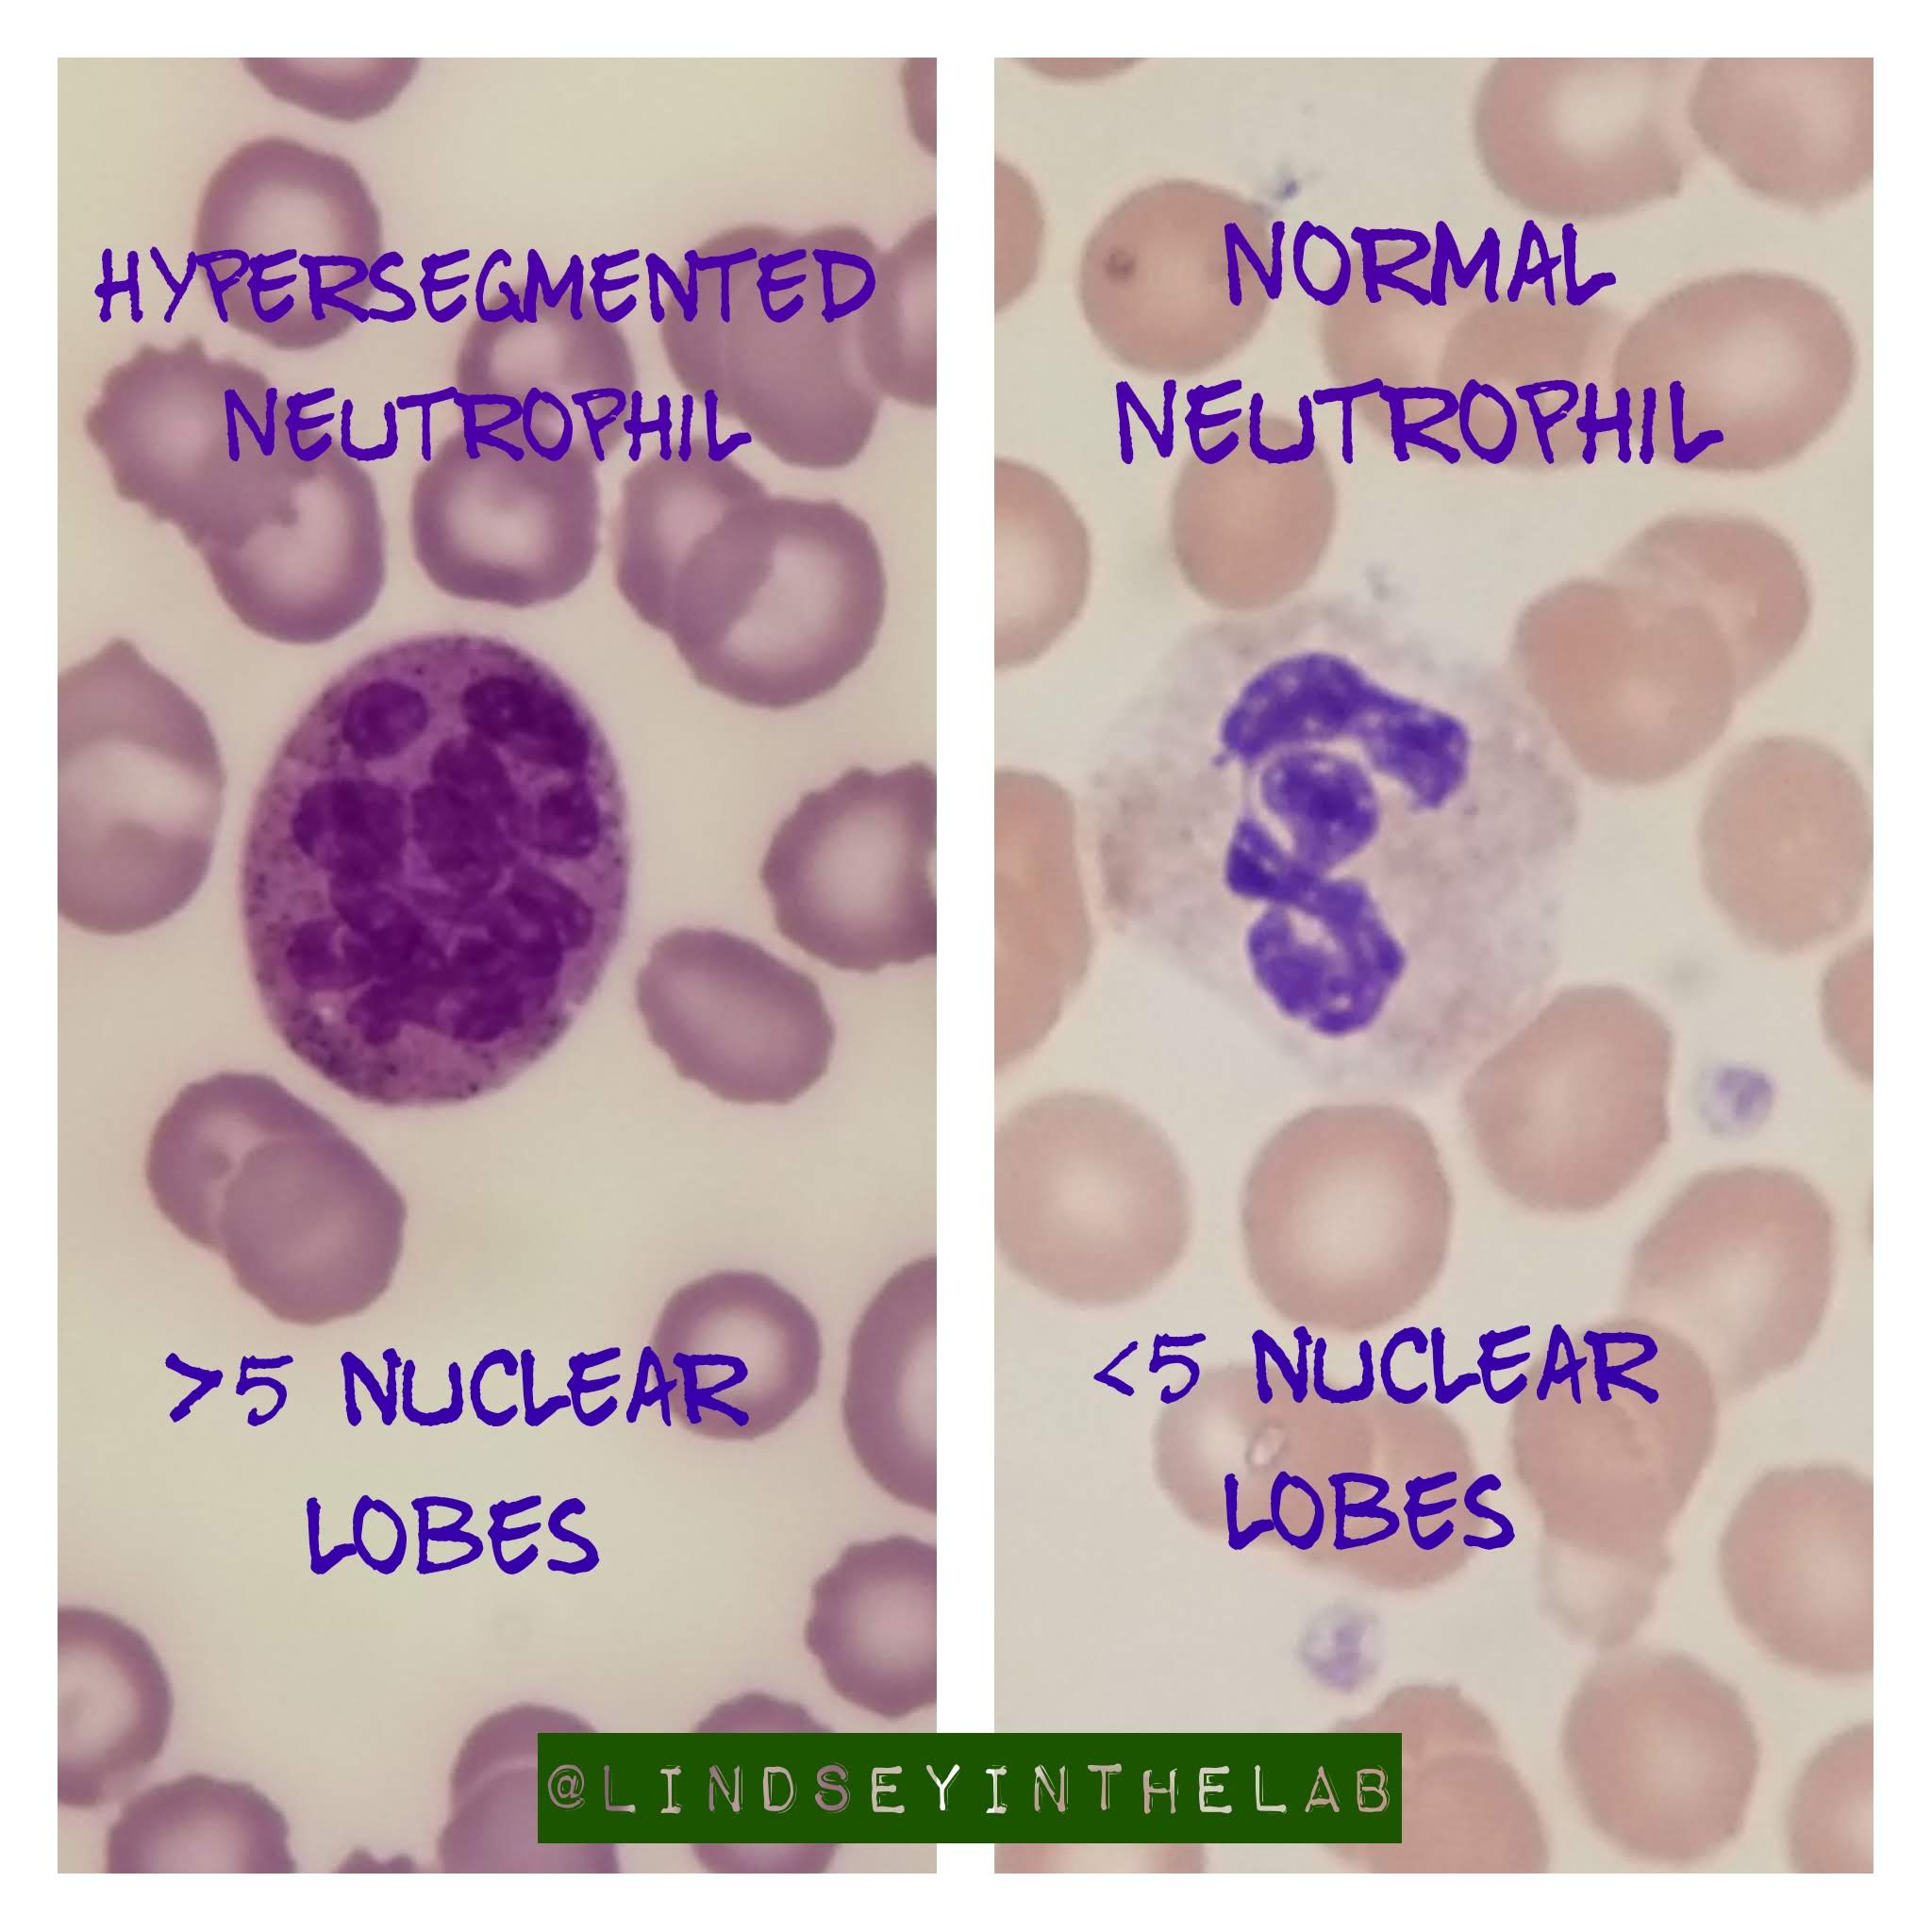 HYPERSEGMENTED
NEUTROPHIL
>5 NUCLEAR
LOBES
NORMAL
NEUTROPHIL
<5 NUCLEAR
LOBES
@LINDSEYINTHELAB